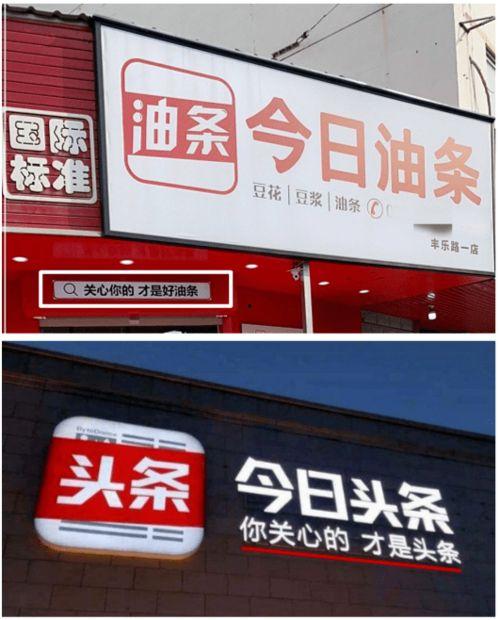 国际
标准
油条
今日油条
豆花|豆浆|油条
丰乐路一店
关心你的 才是好油条
ByteDance
头条
今日头条
你关心的 才是头条